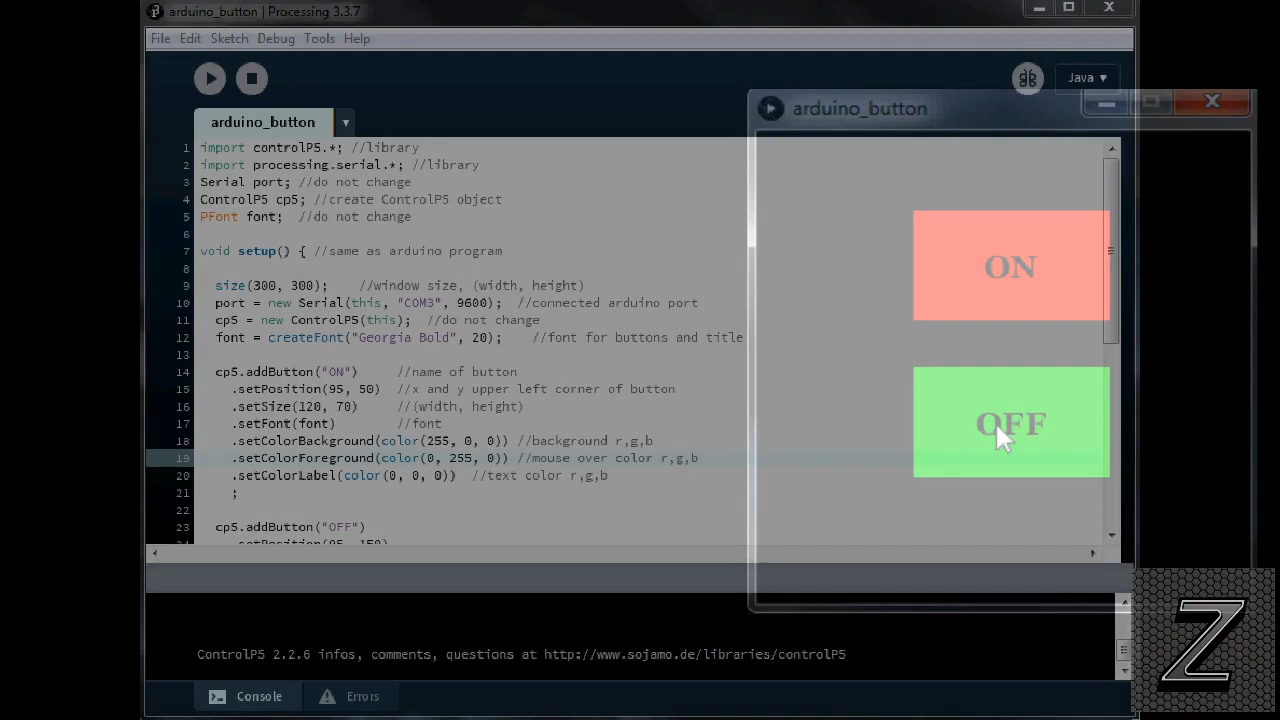 arduino_button | Processing 3.3.7
File Edit Sketch Debug Tools Help
Java
arduino_button
arduino_button
1 import controlP5.*; //library
2 import processing.serial.*; //library
3 Serial port; //do not change
4 ControlP5 cp5; //create ControlP5 object
5 PFont font; //do not change
6
7 void setup() { //same as arduino program
8
9 size(300, 300); //window size, (width, height)
10 port = new Serial(this, "COM3", 9600); //connected arduino port
11 cp5 = new ControlP5(this); //do not change
12 font = createFont("Georgia Bold", 20); //font for buttons and title
13
14 cp5.addButton("ON") //name of button
15 .setPosition(95, 50) //x and y upper left corner of button
16 .setSize(120, 70) //(width, height)
17 .setFont(font) //font
18 .setColorBackground(color(255, 0, 0)) //background r,g,b
19 .setColorForeground(color(0, 255, 0)) //mouse over color r,g,b
20 .setColorLabel(color(0, 0, 0)) //text color r,g,b
21 ;
22
23 cp5.addButton("OFF")
24 .setPosition(95, 150)
ON
OFF
ControlP5 2.2.6 infos, comments, questions at http://www.sojamo.de/libraries/controlP5
Console Errors
Z